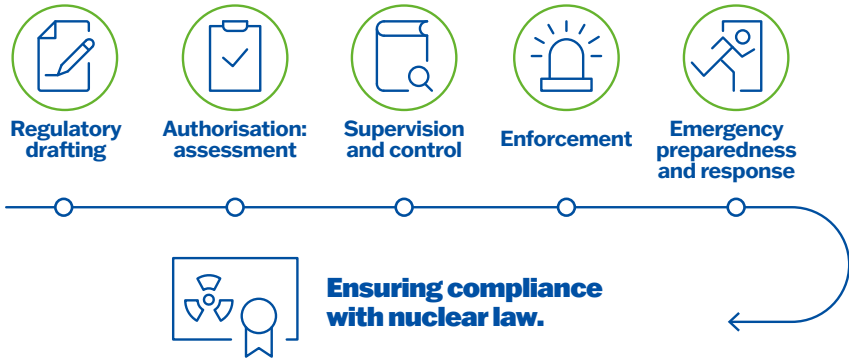 Regulatory
drafting
Authorisation:
assessment
Supervision
and control
Enforcement
Emergency
preparedness
and response
Ensuring compliance
with nuclear law.